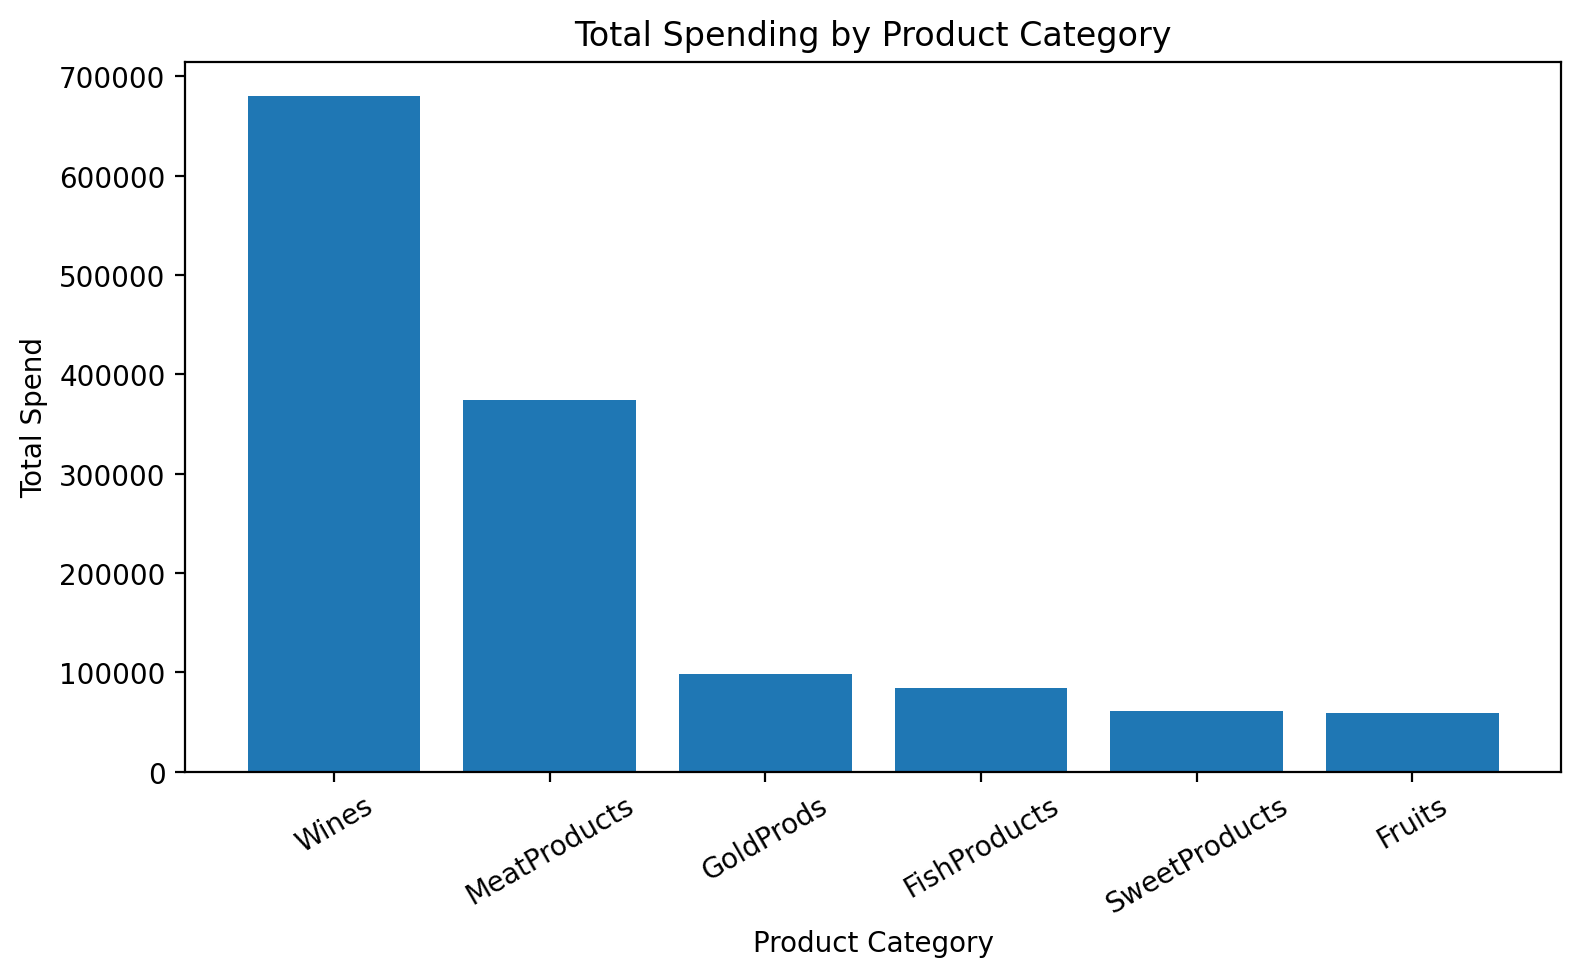 Total Spending by Product Category
700000
600000
500000
400000
300000
200000
100000
0
Total Spend
Wines
MeatProducts
GoldProds
FishProducts
SweetProducts
Fruits
Product Category